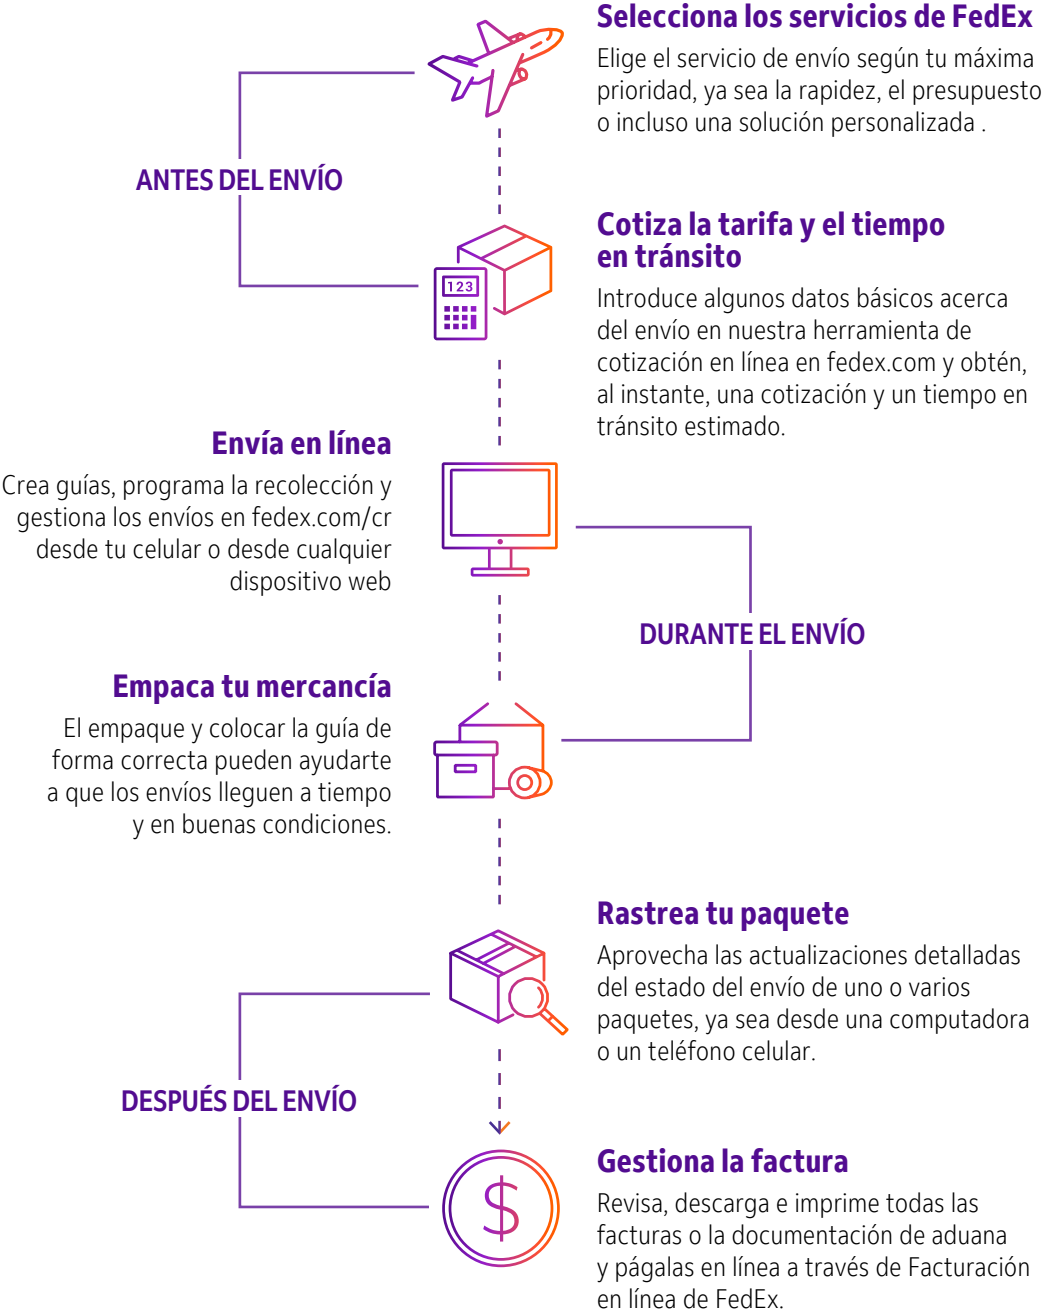 Selecciona los servicios de FedEx
Elige el servicio de envío según tu máxima
prioridad, ya sea la rapidez, el presupuesto
o incluso una solución personalizada .
ANTES DEL ENVÍO
Cotiza la tarifa y el tiempo
en tránsito
123
Introduce algunos datos básicos acerca
del envío en nuestra herramienta de
cotización en línea en fedex.com y obtén,
al instante, una cotización y un tiempo en
tránsito estimado.
Envía en línea
Crea guías, programa la recolección y
gestiona los envíos en fedex.com/cr
desde tu celular o desde cualquier
dispositivo web
DURANTE EL ENVÍO
Empaca tu mercancía
El empaque y colocar la guía de
forma correcta pueden ayudarte
a que los envíos lleguen a tiempo
y en buenas condiciones.
Rastrea tu paquete
Aprovecha las actualizaciones detalladas
del estado del envío de uno o varios
paquetes, ya sea desde una computadora
o un teléfono celular.
DESPUÉS DEL ENVÍO
Gestiona la factura
$
Revisa, descarga e imprime todas las
facturas o la documentación de aduana
y págalas en línea a través de Facturación
en línea de FedEx.